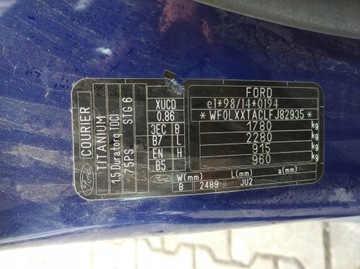 COURIER
TITANIUM
1.5 Duratorq TDCI
75PS STG 6
XUCD
0.86
3EC B
B7 L
EN H
B5
FORD
e1*98/14*0194
*WF0LXXTACLFJ82935*
1780 kg
2280 kg
915 kg
960 kg
Ford
W(mm) L(mm) a(mm)
B 2489 JU2